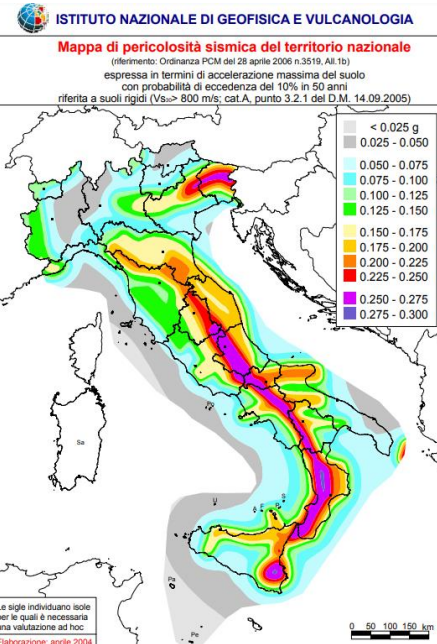 ISTITUTO NAZIONALE DI GEOFISICA E VULCANOLOGIA
Mappa di pericolosità sismica del territorio nazionale
(riferimento: Ordinanza PCM del 28 aprile 2006 n.3519, All.1b)
espressa in termini di accelerazione massima del suolo
con probabilità di eccedenza del 10% in 50 anni
riferita a suoli rigidi (Vs₃₀> 800 m/s; cat.A, punto 3.2.1 del D.M. 14.09.2005)
< 0.025 g
0.025 - 0.050
0.050 - 0.075
0.075 - 0.100
0.100 - 0.125
0.125 - 0.150
0.150 - 0.175
0.175 - 0.200
0.200 - 0.225
0.225 - 0.250
0.250 - 0.275
0.275 - 0.300
Po
Sa
U
S
Pa
Pe
Le sigle individuano isole
per le quali è necessaria
una valutazione ad hoc
Elaborazione: aprile 2004
0 50 100 150 km